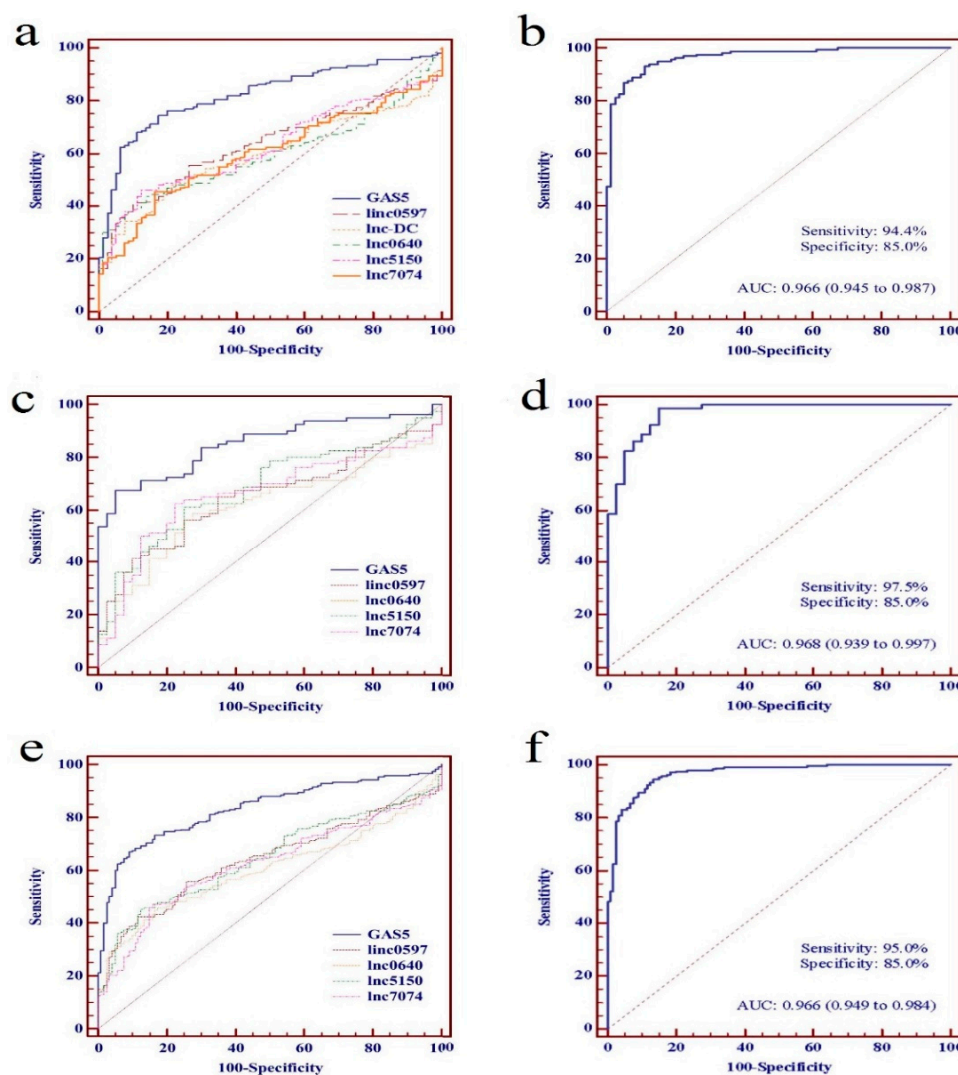 a
100
80
60
40
20
0
Sensitivity
GAS5
linc0597
lnc-DC
lnc0640
lnc5150
lnc7074
0 20 40 60 80 100
100-Specificity
b
100
80
60
40
20
0
Sensitivity
Sensitivity: 94.4%
Specificity: 85.0%
AUC: 0.966 (0.945 to 0.987)
0 20 40 60 80 100
100-Specificity
c
100
80
60
40
20
0
Sensitivity
GAS5
linc0597
lnc0640
lnc5150
lnc7074
0 20 40 60 80 100
100-Specificity
d
100
80
60
40
20
0
Sensitivity
Sensitivity: 97.5%
Specificity: 85.0%
AUC: 0.968 (0.939 to 0.997)
0 20 40 60 80 100
100-Specificity
e
100
80
60
40
20
0
Sensitivity
GAS5
linc0597
lnc0640
lnc5150
lnc7074
0 20 40 60 80 100
100-Specificity
f
100
80
60
40
20
0
Sensitivity
Sensitivity: 95.0%
Specificity: 85.0%
AUC: 0.966 (0.949 to 0.984)
0 20 40 60 80 100
100-Specificity